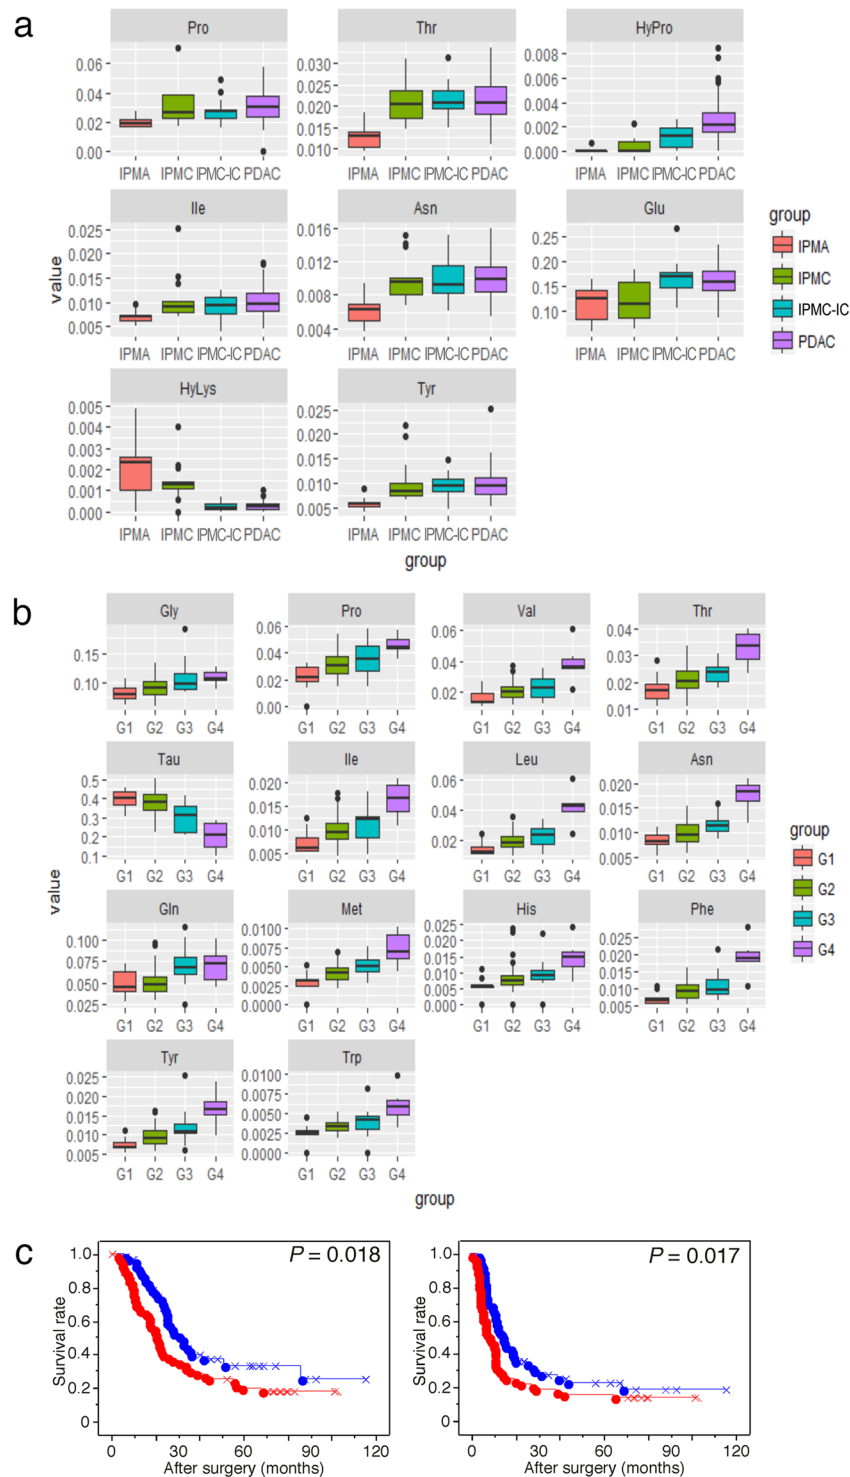 a
Pro Thr HyPro
0.06 0.04 0.02 0.00
0.030 0.025 0.020 0.015 0.010
0.008 0.006 0.004 0.002 0.000
IPMA IPMC IPMC-IC PDAC IPMA IPMC IPMC-IC PDAC IPMA IPMC IPMC-IC PDAC
Ile Asn Glu
0.025 0.020 0.015 0.010 0.005
0.016 0.012 0.008 0.004
0.25 0.20 0.15 0.10
value
IPMA IPMC IPMC-IC PDAC IPMA IPMC IPMC-IC PDAC IPMA IPMC IPMC-IC PDAC
HyLys Tyr
0.005 0.004 0.003 0.002 0.001 0.000
0.025 0.020 0.015 0.010 0.005
IPMA IPMC IPMC-IC PDAC IPMA IPMC IPMC-IC PDAC
group
group
IPMA
IPMC
IPMC-IC
PDAC
b
Gly Pro Val Thr
0.15 0.10
0.06 0.04 0.02 0.00
0.06 0.04 0.02
0.04 0.03 0.02 0.01
G1 G2 G3 G4 G1 G2 G3 G4 G1 G2 G3 G4 G1 G2 G3 G4
Tau Ile Leu Asn
0.5 0.4 0.3 0.2 0.1
0.020 0.015 0.010 0.005
0.06 0.04 0.02
0.020 0.015 0.010 0.005
G1 G2 G3 G4 G1 G2 G3 G4 G1 G2 G3 G4 G1 G2 G3 G4
value
Gln Met His Phe
0.100 0.075 0.050 0.025
0.0100 0.0075 0.0050 0.0025 0.0000
0.025 0.020 0.015 0.010 0.005 0.000
0.025 0.020 0.015 0.010 0.005
G1 G2 G3 G4 G1 G2 G3 G4 G1 G2 G3 G4 G1 G2 G3 G4
Tyr Trp
0.025 0.020 0.015 0.010 0.005
0.0100 0.0075 0.0050 0.0025 0.0000
G1 G2 G3 G4 G1 G2 G3 G4
group
group
G1
G2
G3
G4
c
P = 0.018
Survival rate
1.0 0.8 0.6 0.4 0.2 0
0 30 60 90 120
After surgery (months)
P = 0.017
Survival rate
1.0 0.8 0.6 0.4 0.2 0
0 30 60 90 120
After surgery (months)